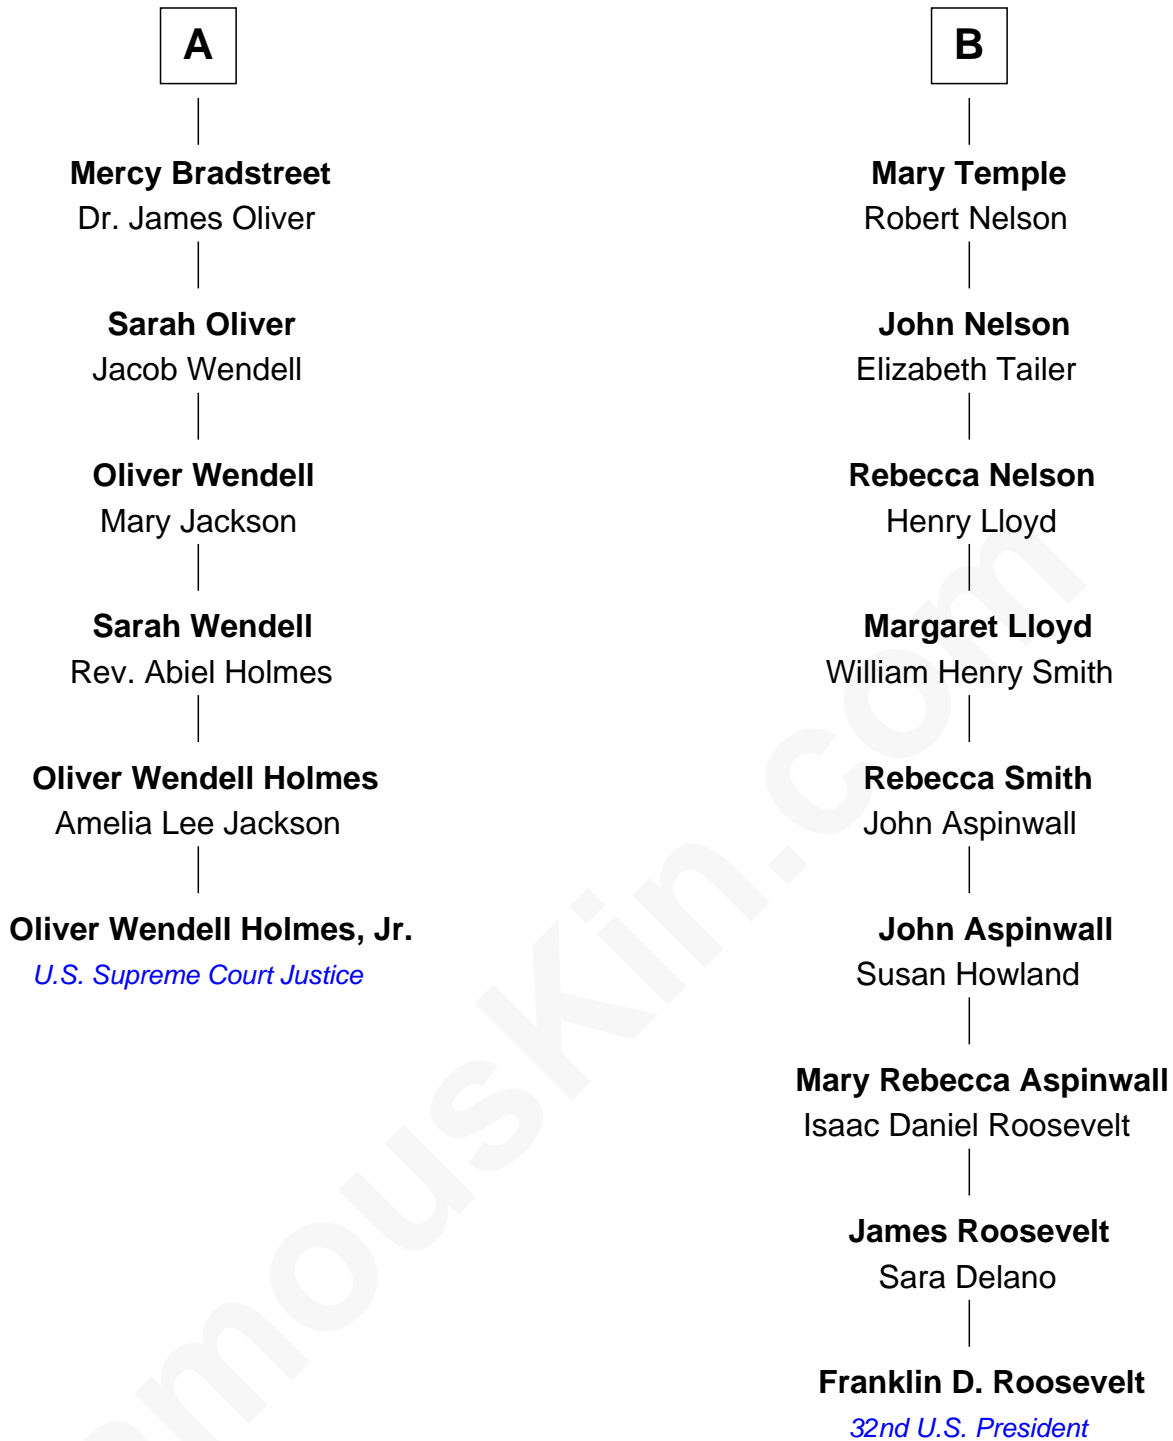 A
Mercy Bradstreet
Dr. James Oliver
Sarah Oliver
Jacob Wendell
Oliver Wendell
Mary Jackson
Sarah Wendell
Rev. Abiel Holmes
Oliver Wendell Holmes
Amelia Lee Jackson
Oliver Wendell Holmes, Jr.
U.S. Supreme Court Justice
B
Mary Temple
Robert Nelson
John Nelson
Elizabeth Tailer
Rebecca Nelson
Henry Lloyd
Margaret Lloyd
William Henry Smith
Rebecca Smith
John Aspinwall
John Aspinwall
Susan Howland
Mary Rebecca Aspinwall
Isaac Daniel Roosevelt
James Roosevelt
Sara Delano
Franklin D. Roosevelt
32nd U.S. President
amouskin.com